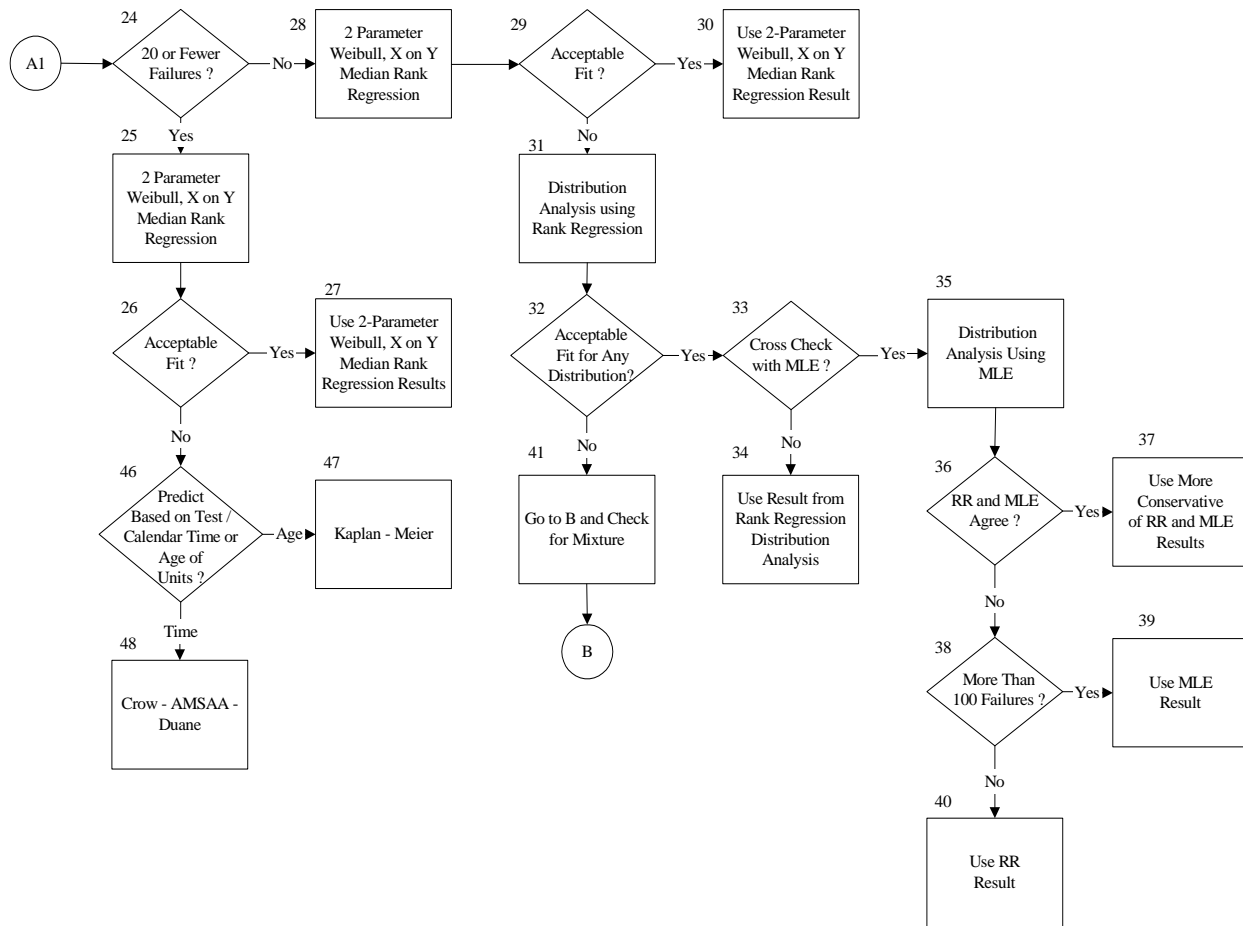 A1
24
20 or Fewer
Failures ?
No
28
2 Parameter
Weibull, X on Y
Median Rank
Regression
29
Acceptable
Fit ?
Yes
30
Use 2-Parameter
Weibull, X on Y
Median Rank
Regression Result
Yes
25
2 Parameter
Weibull, X on Y
Median Rank
Regression
No
31
Distribution
Analysis using
Rank Regression
26
Acceptable
Fit ?
Yes
27
Use 2-Parameter
Weibull, X on Y
Median Rank
Regression Results
32
Acceptable
Fit for Any
Distribution?
Yes
33
Cross Check
with MLE ?
Yes
35
Distribution
Analysis Using
MLE
No
46
Predict
Based on Test /
Calendar Time or
Age of
Units ?
Age
47
Kaplan - Meier
No
41
Go to B and Check
for Mixture
No
34
Use Result from
Rank Regression
Distribution
Analysis
36
RR and MLE
Agree ?
Yes
37
Use More
Conservative
of RR and MLE
Results
Time
48
Crow - AMSAA -
Duane
B
No
38
More Than
100 Failures ?
Yes
39
Use MLE
Result
No
40
Use RR
Result